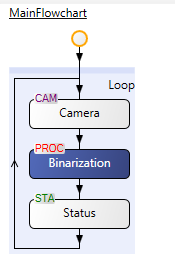 MainFlowchart
Loop
CAM
Camera
PROC
Binarization
STA
Status